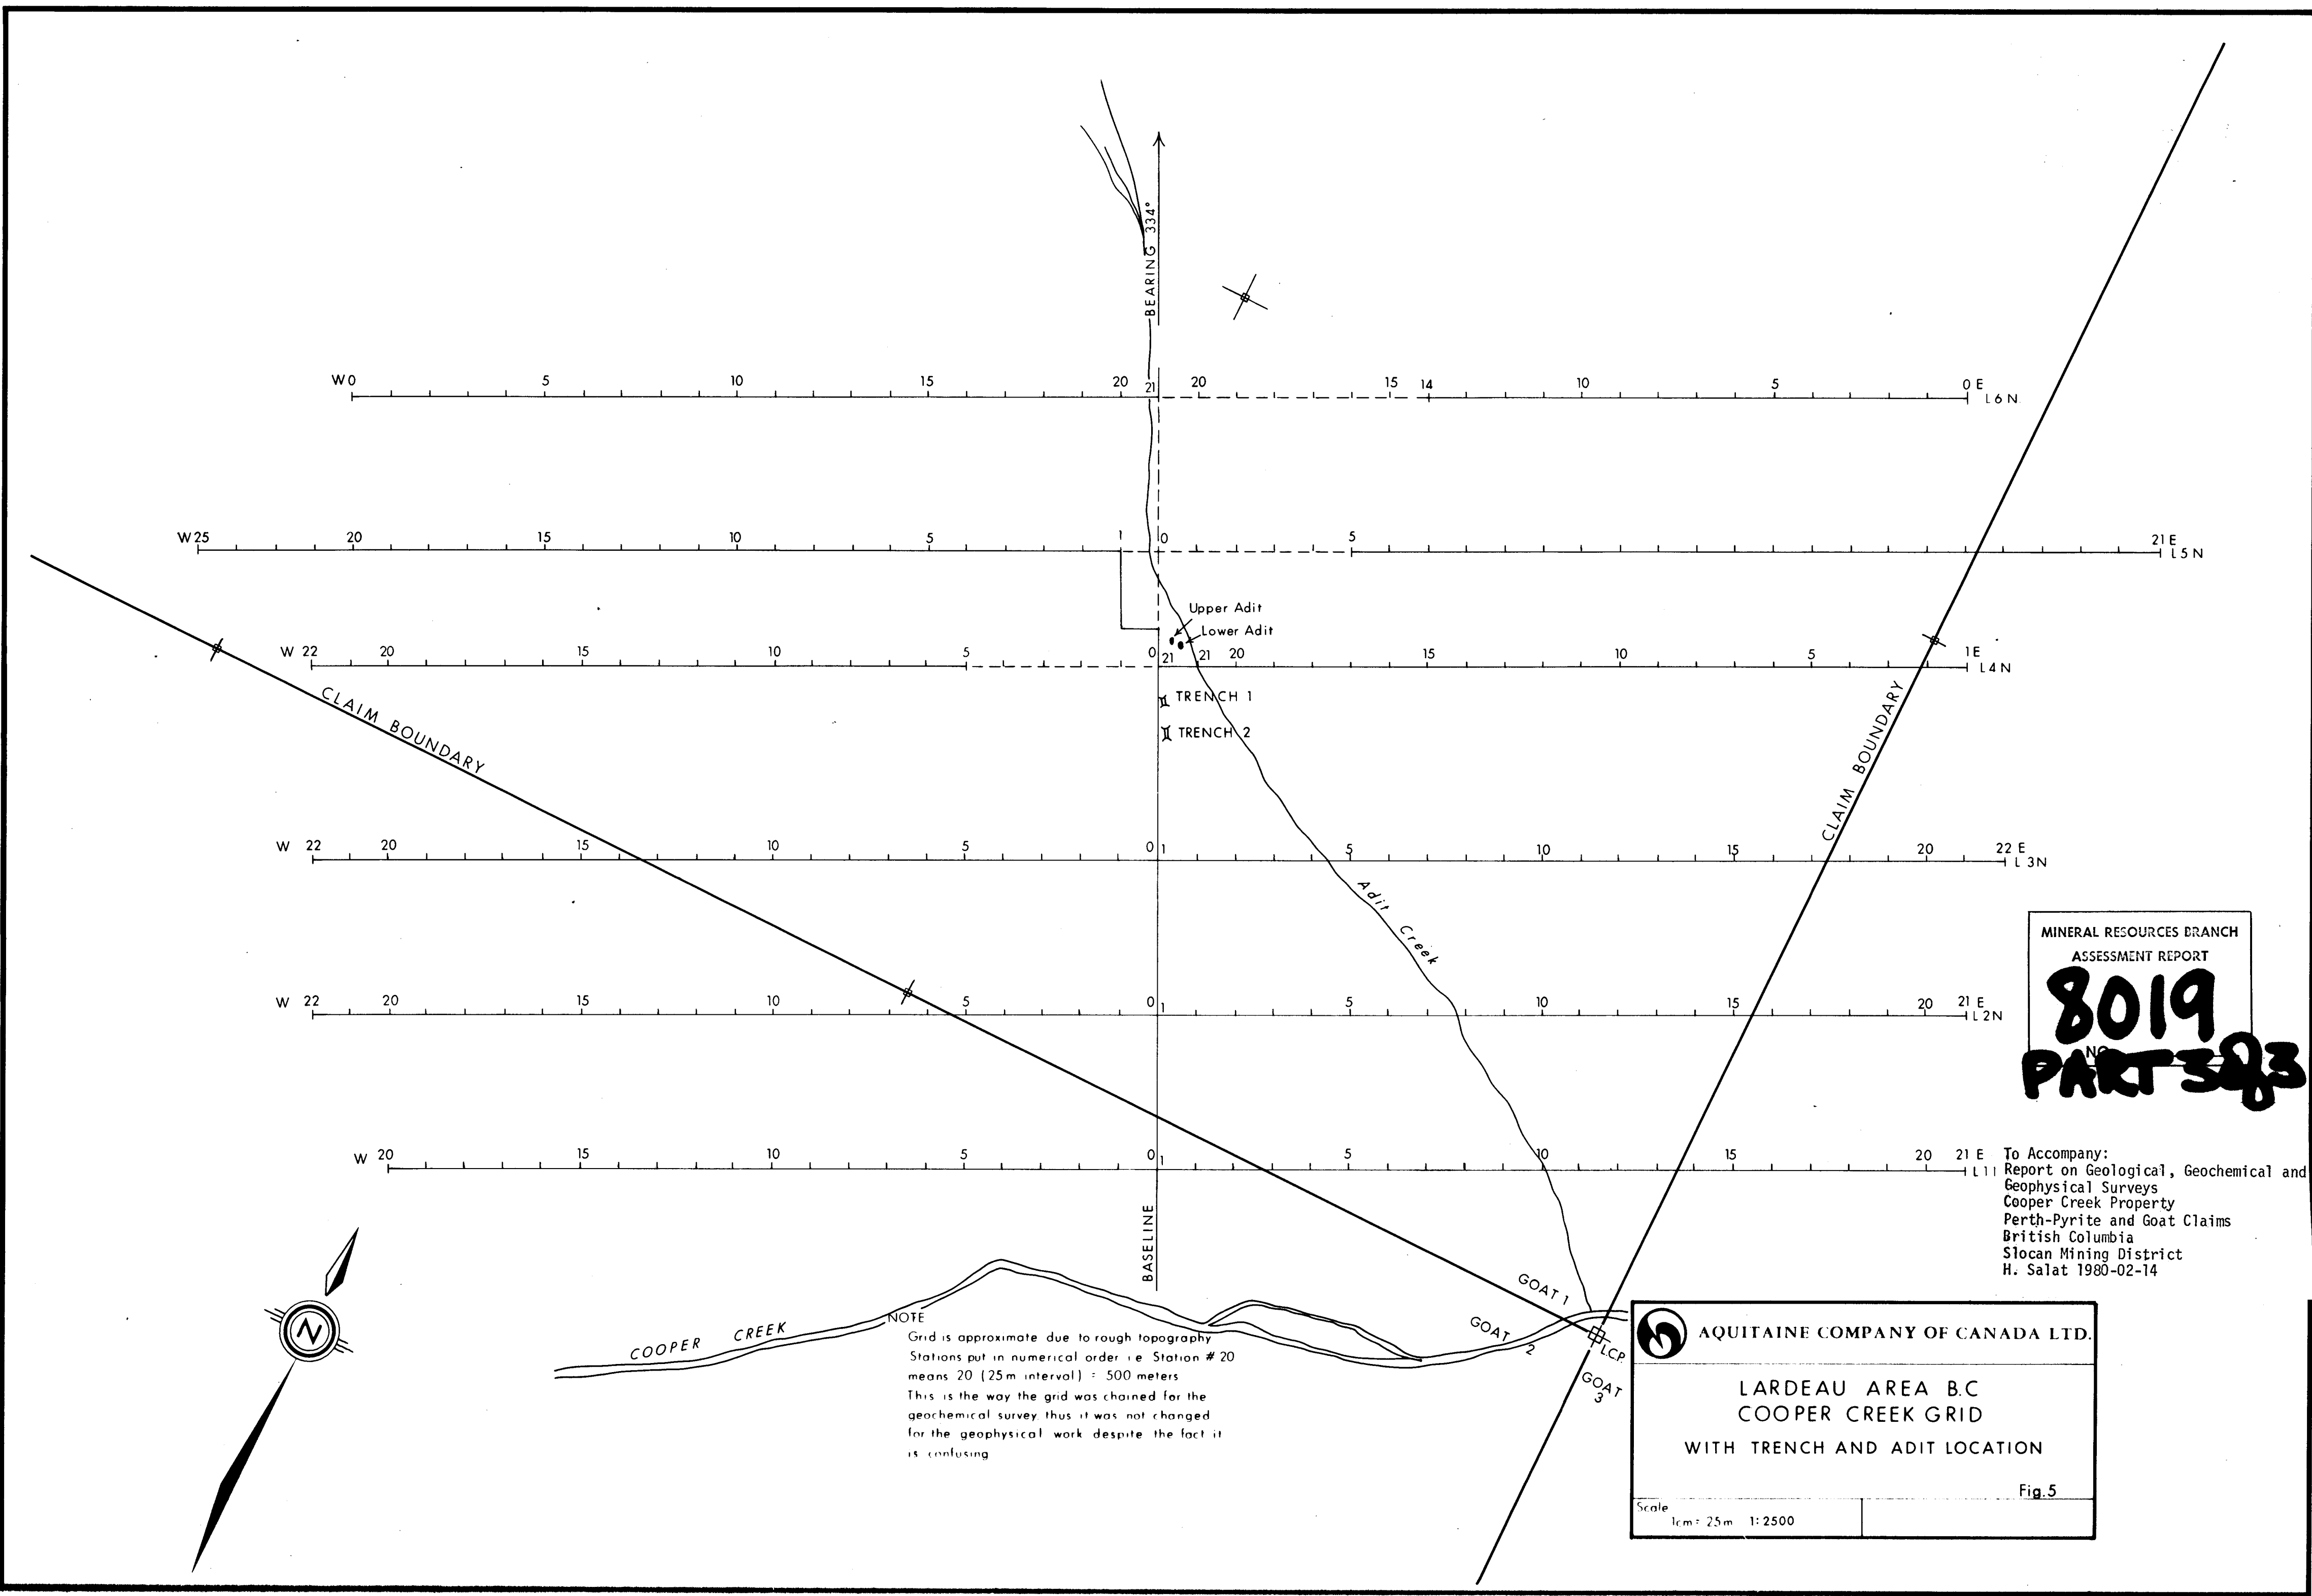 BEARING 334°
W 0 5 10 15 20 21 20 15 14 10 5 0 E
L 6 N
W 25 20 15 10 5 1 0 5 21 E
L 5 N
Upper Adit
Lower Adit
W 22 20 15 10 5 0 21 21 20 15 10 5 1 E
L 4 N
TRENCH 1
TRENCH 2
CLAIM BOUNDARY
CLAIM BOUNDARY
W 22 20 15 10 5 0 1 5 10 15 20 22 E
L 3 N
Adit Creek
W 22 20 15 10 5 0 1 5 10 15 20 21 E
L 2 N
MINERAL RESOURCES BRANCH
ASSESSMENT REPORT
8019
NO
PART 3 of 3
W 20 15 10 5 0 1 5 10 15 20 21 E
L 1
BASELINE
To Accompany:
Report on Geological, Geochemical and
Geophysical Surveys
Cooper Creek Property
Perth-Pyrite and Goat Claims
British Columbia
Slocan Mining District
H. Salat 1980-02-14
N
COOPER CREEK
GOAT 1
GOAT 2
L.C.P.
GOAT 3
NOTE
Grid is approximate due to rough topography
Stations put in numerical order i e Station # 20
means 20 (25m interval) = 500 meters
This is the way the grid was chained for the
geochemical survey thus it was not changed
for the geophysical work despite the fact it
is confusing
AQUITAINE COMPANY OF CANADA LTD.
LARDEAU AREA B.C
COOPER CREEK GRID
WITH TRENCH AND ADIT LOCATION
Fig. 5
Scale
1cm = 25m 1:2500